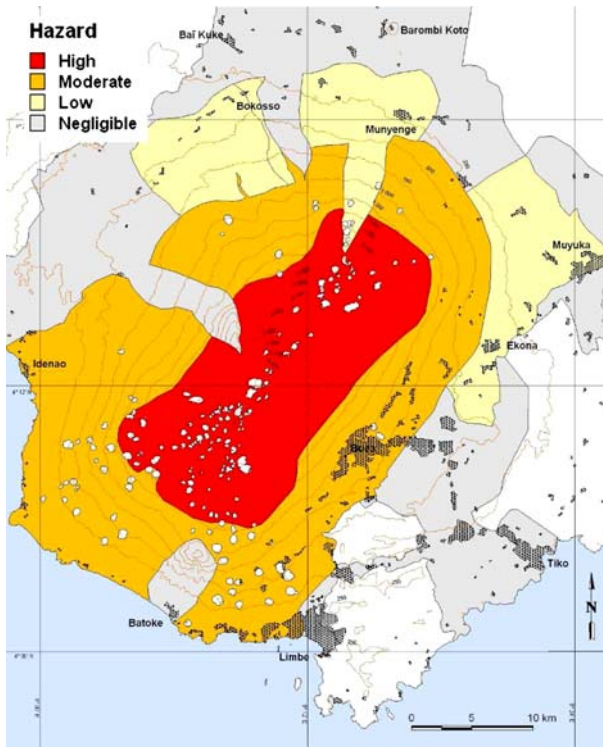 Hazard
High
Moderate
Low
Negligible
Baï Kuke
Barombi Koto
Bokosso
Munyenge
Muyuka
Ekona
Idenao
Buea
Tiko
Batoke
Limbe
N
0 5 10 km